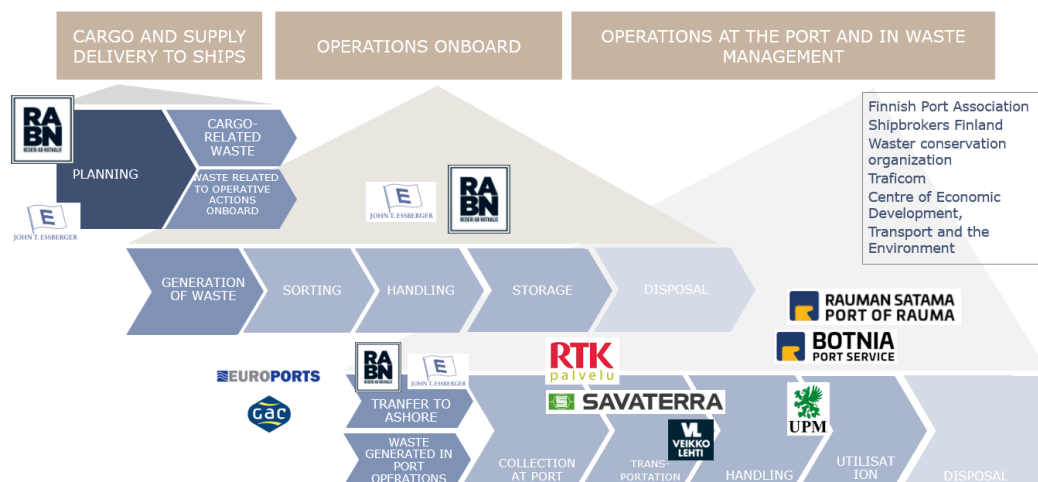 CARGO AND SUPPLY
DELIVERY TO SHIPS
OPERATIONS ONBOARD
OPERATIONS AT THE PORT AND IN WASTE
MANAGEMENT
RA
BN
REDERI AB NATHALIE
PLANNING
CARGO-
RELATED
WASTE
WASTE RELATED
TO OPERATIVE
ACTIONS
ONBOARD
E
JOHN T. ESSBERGER
E
JOHN T. ESSBERGER
RA
BN
REDERI AB NATHALIE
Finnish Port Association
Shipbrokers Finland
Waster conservation
organization
Traficom
Centre of Economic
Development,
Transport and the
Environment
GENERATION
OF WASTE
SORTING
HANDLING
STORAGE
DISPOSAL
RAUMAN SATAMA
PORT OF RAUMA
BOTNIA
PORT SERVICE
EUROPORTS
GAC
RA
BN
REDERI AB NATHALIE
E
JOHN T. ESSBERGER
RTK
palvelu
SAVATERRA
VL
VEIKKO
LEHTI
UPM
TRANFER TO
ASHORE
WASTE
GENERATED IN
PORT
OPERATIONS
COLLECTION
AT PORT
TRANS-
PORTATION
HANDLING
UTILISAT
ION
DISPOSAL